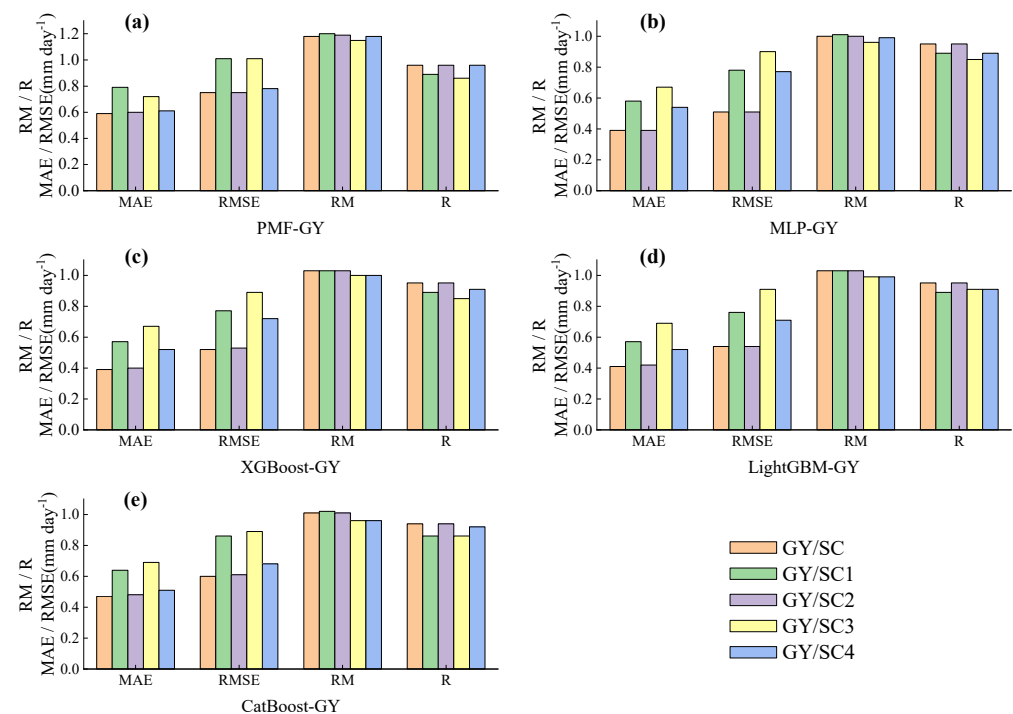 (a)
RM / R
MAE / RMSE(mm day⁻¹)
1.2
1.0
0.8
0.6
0.4
0.2
0.0
MAE RMSE RM R
PMF-GY
(b)
RM / R
MAE / RMSE(mm day⁻¹)
1.0
0.8
0.6
0.4
0.2
0.0
MAE RMSE RM R
MLP-GY
(c)
RM / R
MAE / RMSE(mm day⁻¹)
1.0
0.8
0.6
0.4
0.2
0.0
MAE RMSE RM R
XGBoost-GY
(d)
RM / R
MAE / RMSE(mm day⁻¹)
1.0
0.8
0.6
0.4
0.2
0.0
MAE RMSE RM R
LightGBM-GY
(e)
RM / R
MAE / RMSE(mm day⁻¹)
1.0
0.8
0.6
0.4
0.2
0.0
MAE RMSE RM R
CatBoost-GY
GY/SC
GY/SC1
GY/SC2
GY/SC3
GY/SC4